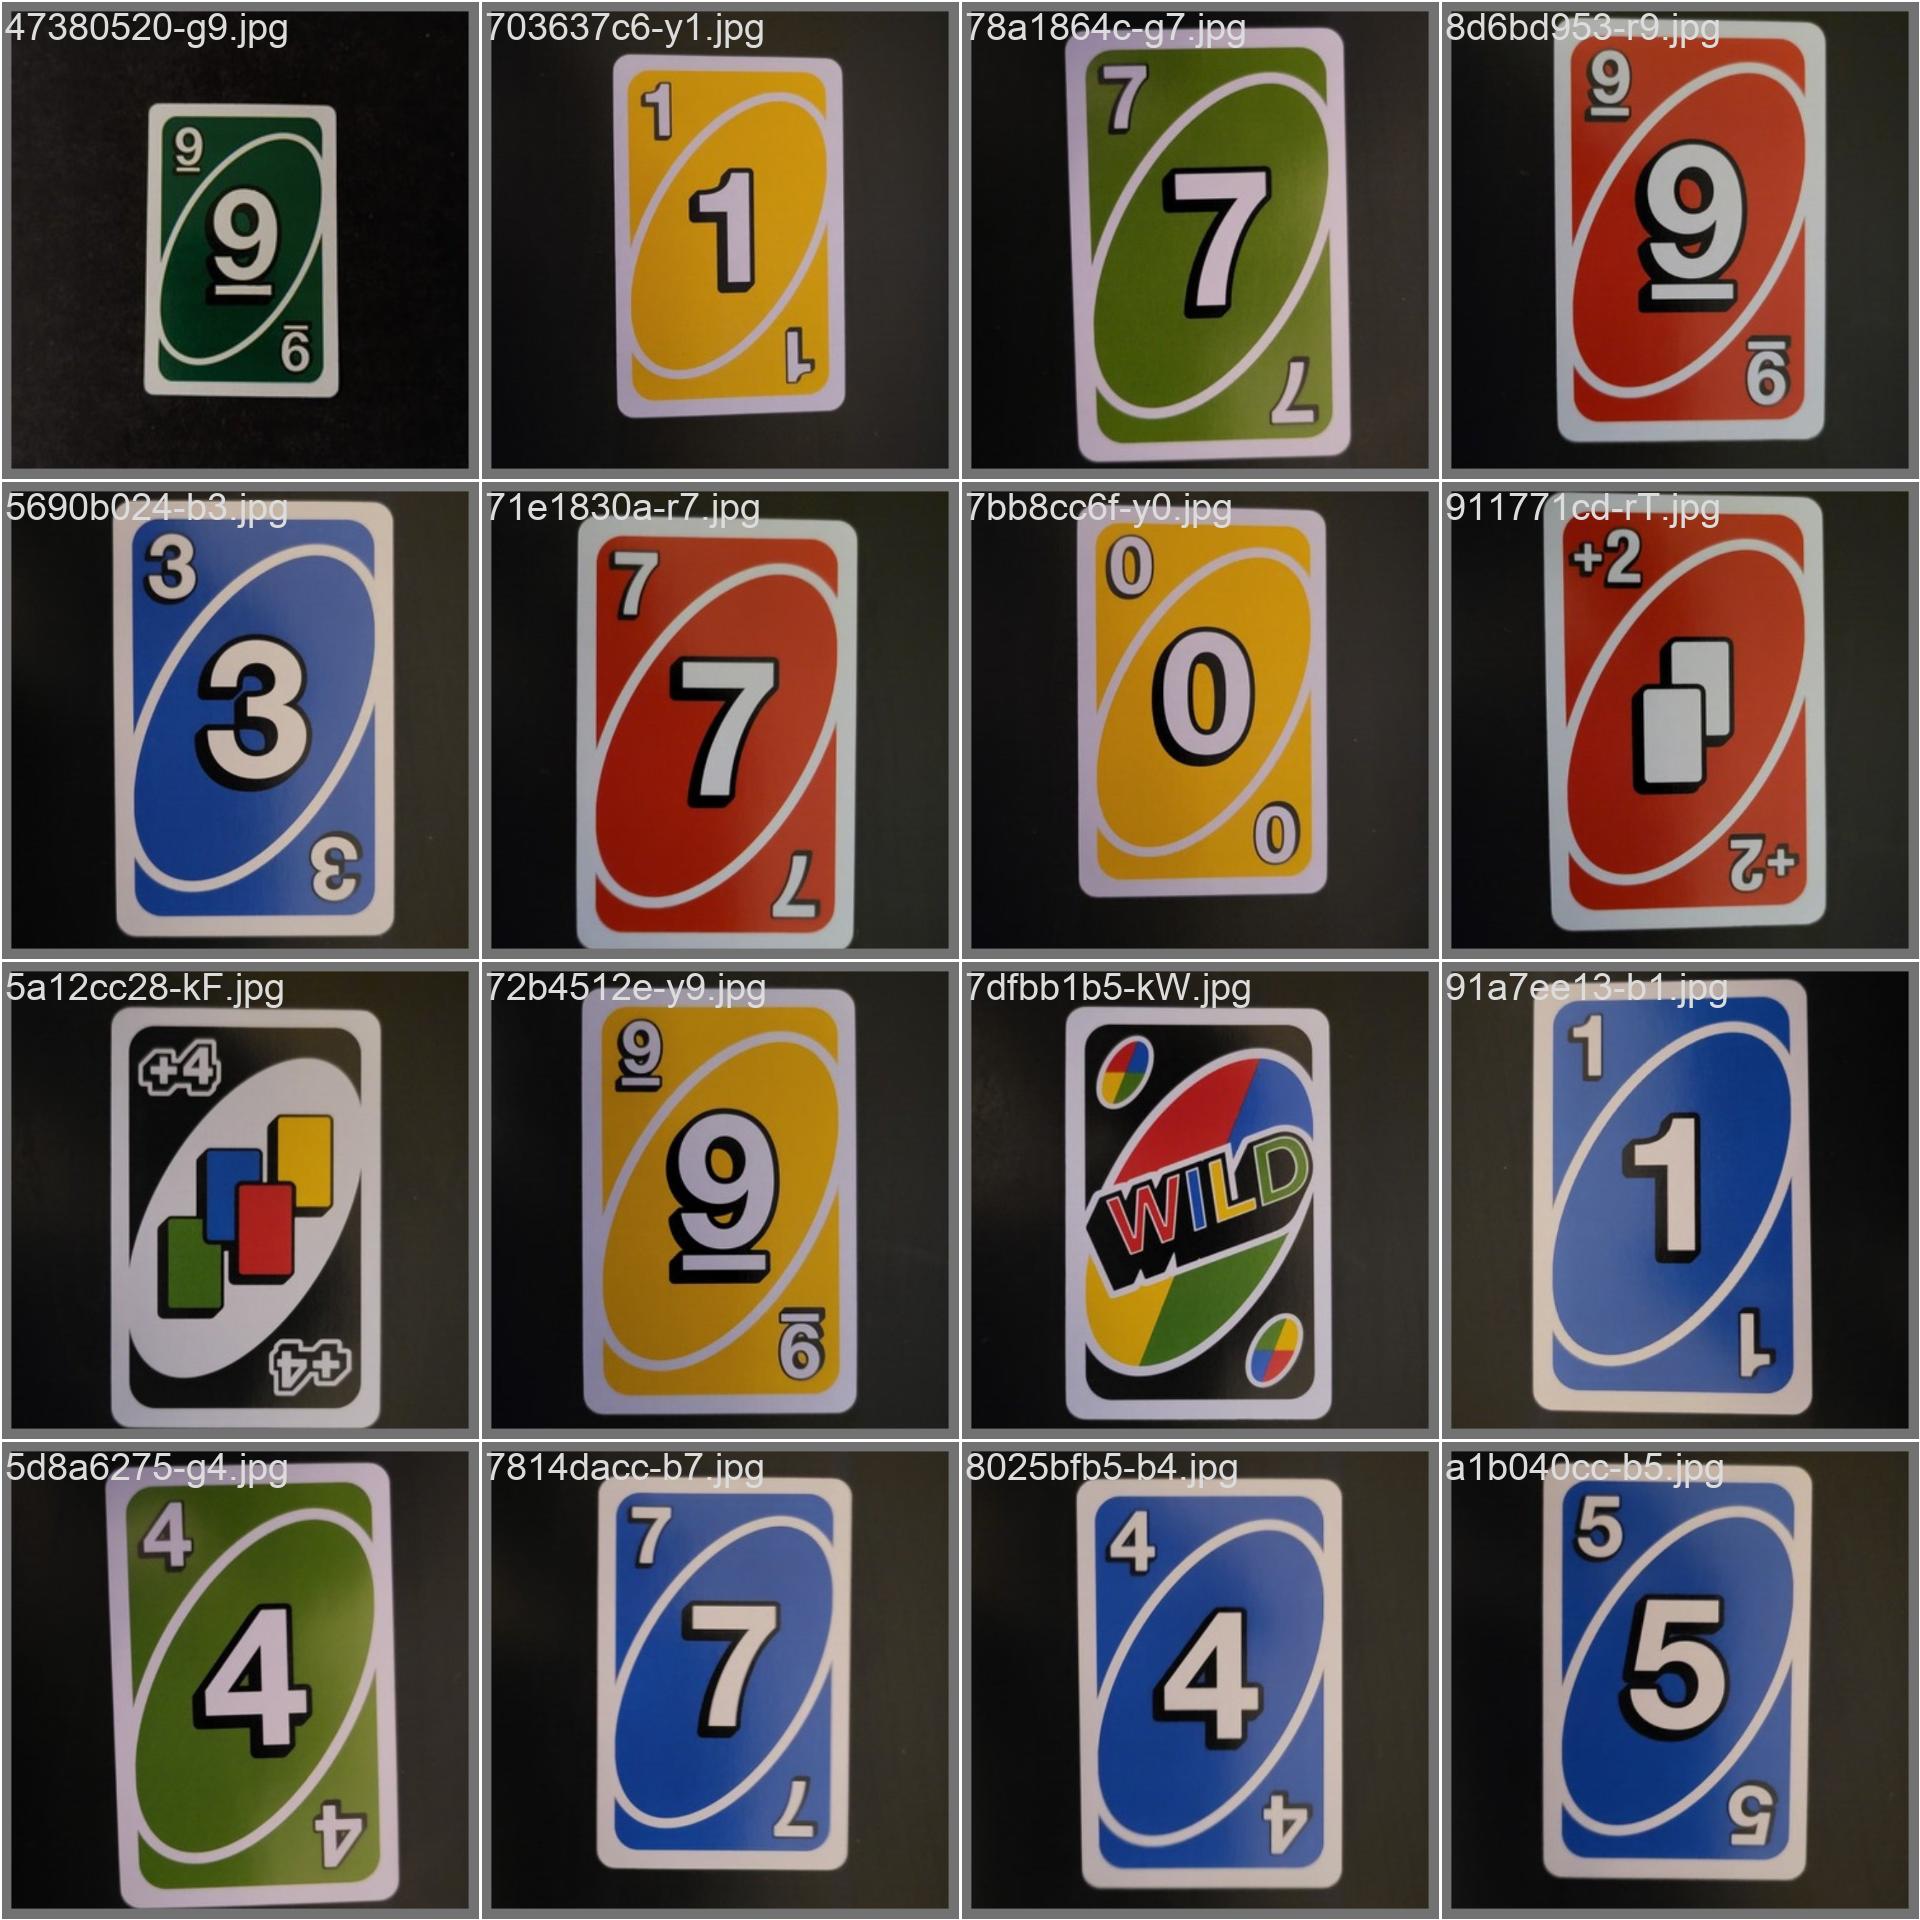 47380520-g9.jpg
9
9
9
703637c6-y1.jpg
1
1
1
78a1864c-g7.jpg
7
7
7
8d6bd953-r9.jpg
9
9
9
5690b024-b3.jpg
3
3
3
71e1830a-r7.jpg
7
7
7
7bb8cc6f-y0.jpg
0
0
0
911771cd-rT.jpg
+2
+2
5a12cc28-kF.jpg
+4
+4
72b4512e-y9.jpg
9
9
9
7dfbb1b5-kW.jpg
WILD
91a7ee13-b1.jpg
1
1
1
5d8a6275-g4.jpg
4
4
4
7814dacc-b7.jpg
7
7
7
8025bfb5-b4.jpg
4
4
4
a1b040cc-b5.jpg
5
5
5